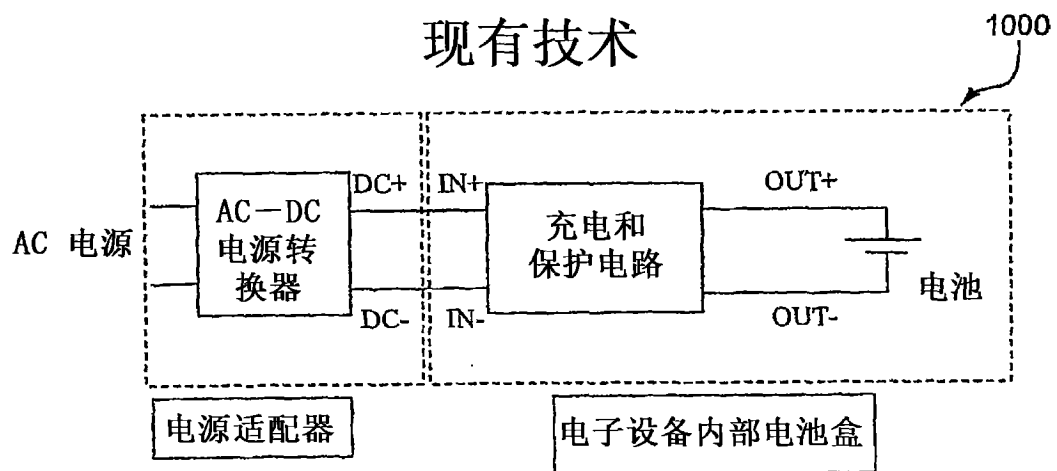 1000
现有技术
AC 电源
AC－DC
电源转
换器
DC+
IN+
DC-
IN-
充电和
保护电路
OUT+
OUT-
电池
电源适配器
电子设备内部电池盒